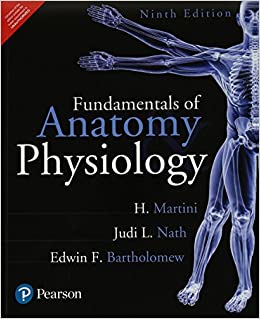 Ninth Edition
Fundamentals of
Anatomy
Physiology
H. Martini
Judi L. Nath
Edwin F. Bartholomew
Pearson